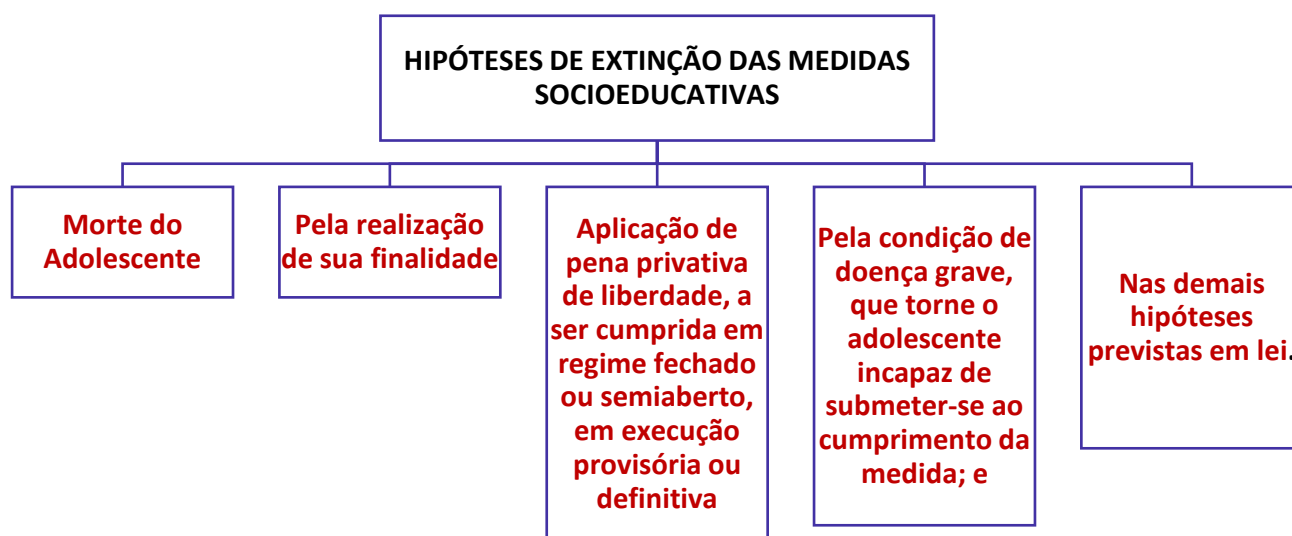 HIPÓTESES DE EXTINÇÃO DAS MEDIDAS
SOCIOEDUCATIVAS
Morte do
Adolescente
Pela realização
de sua finalidade
Aplicação de
pena privativa
de liberdade, a
ser cumprida em
regime fechado
ou semiaberto,
em execução
provisória ou
definitiva
Pela condição de
doença grave,
que torne o
adolescente
incapaz de
submeter-se ao
cumprimento da
medida; e
Nas demais
hipóteses
previstas em lei.